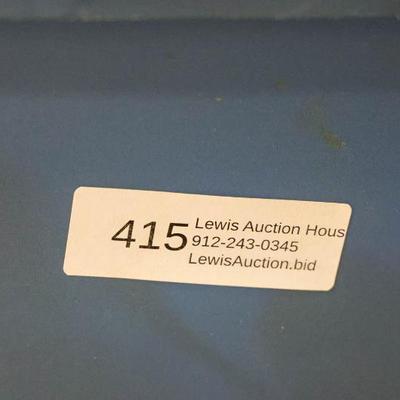 415 Lewis Auction Hous
912-243-0345
LewisAuction.bid